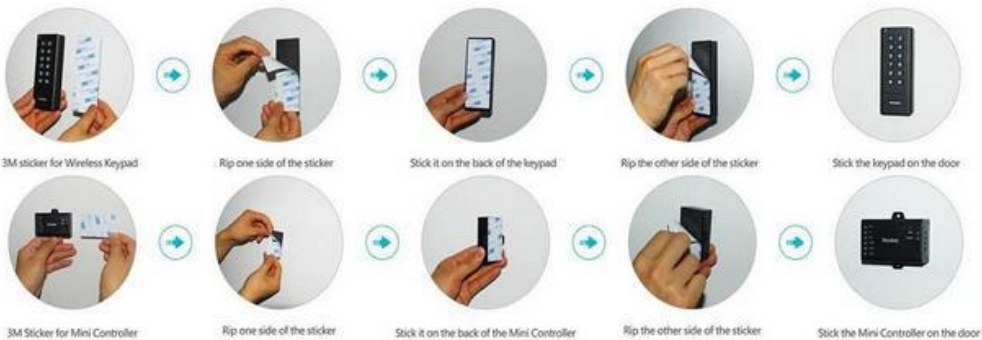 3M sticker for Wireless Keypad
Rip one side of the sticker
Stick it on the back of the keypad
Rip the other side of the sticker
Stick the keypad on the door
3M Sticker for Mini Controller
Rip one side of the sticker
Stick it on the back of the Mini Controller
Rip the other side of the sticker
Stick the Mini Controller on the door